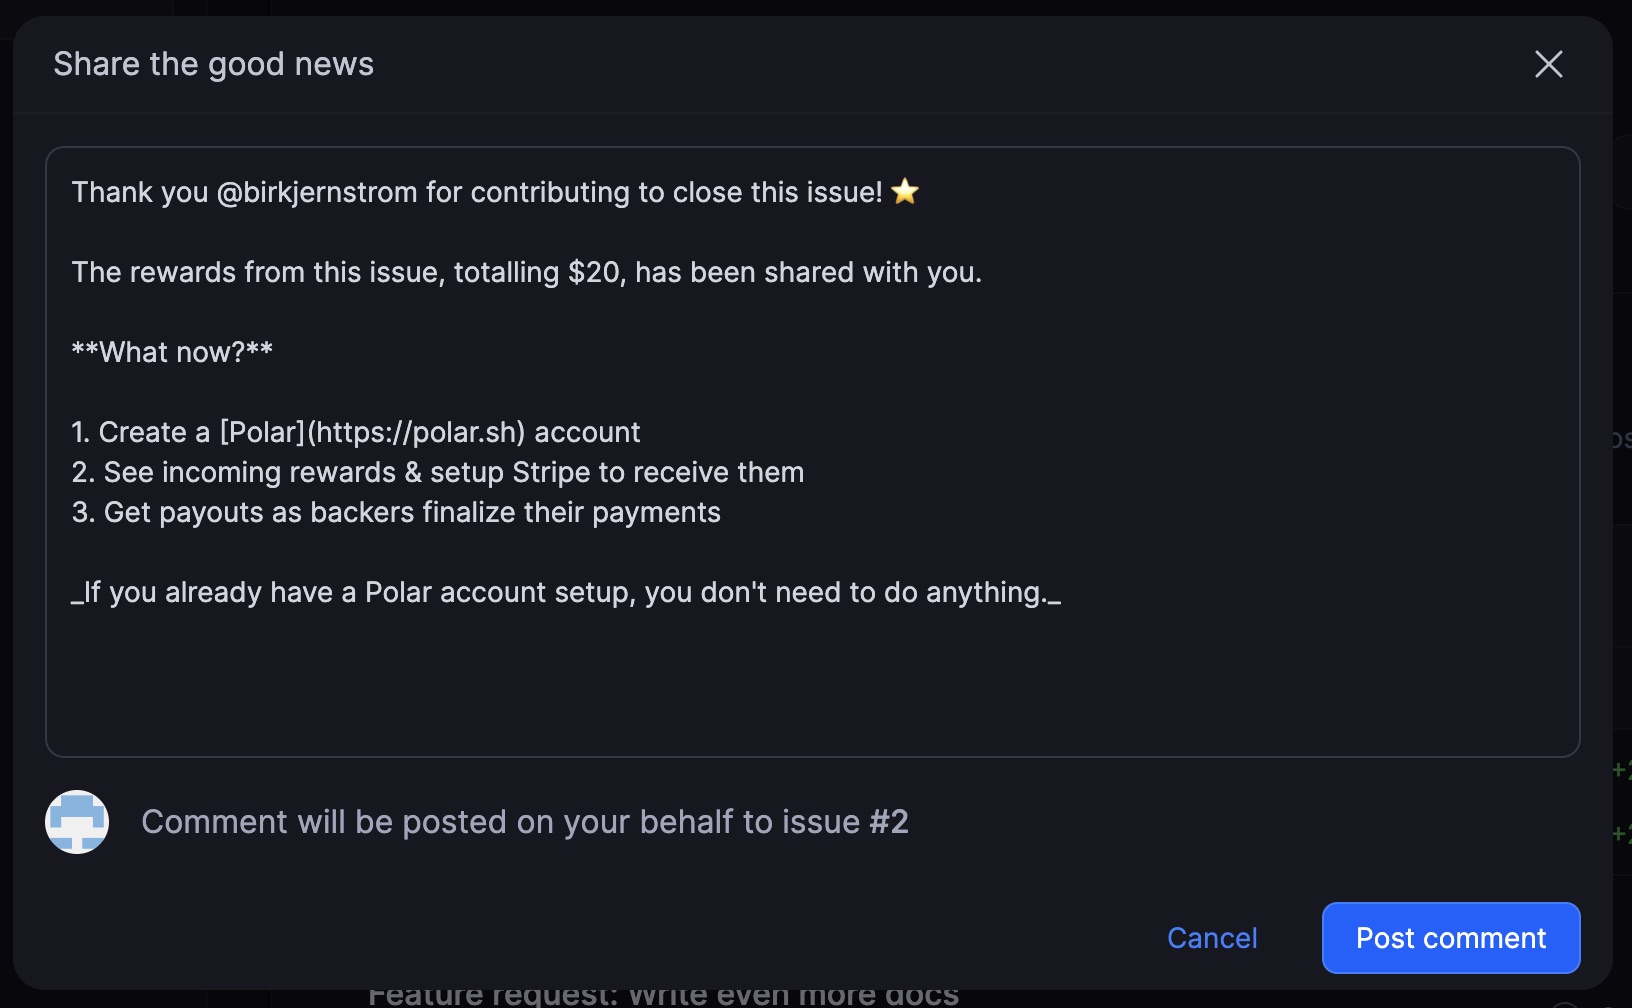 Share the good news
Thank you @birkjernstrom for contributing to close this issue! ⭐
The rewards from this issue, totalling $20, has been shared with you.
**What now?**
1. Create a [Polar](https://polar.sh) account
2. See incoming rewards & setup Stripe to receive them
3. Get payouts as backers finalize their payments
_If you already have a Polar account setup, you don't need to do anything._
Comment will be posted on your behalf to issue #2
Cancel
Post comment
Feature request: Write even more docs